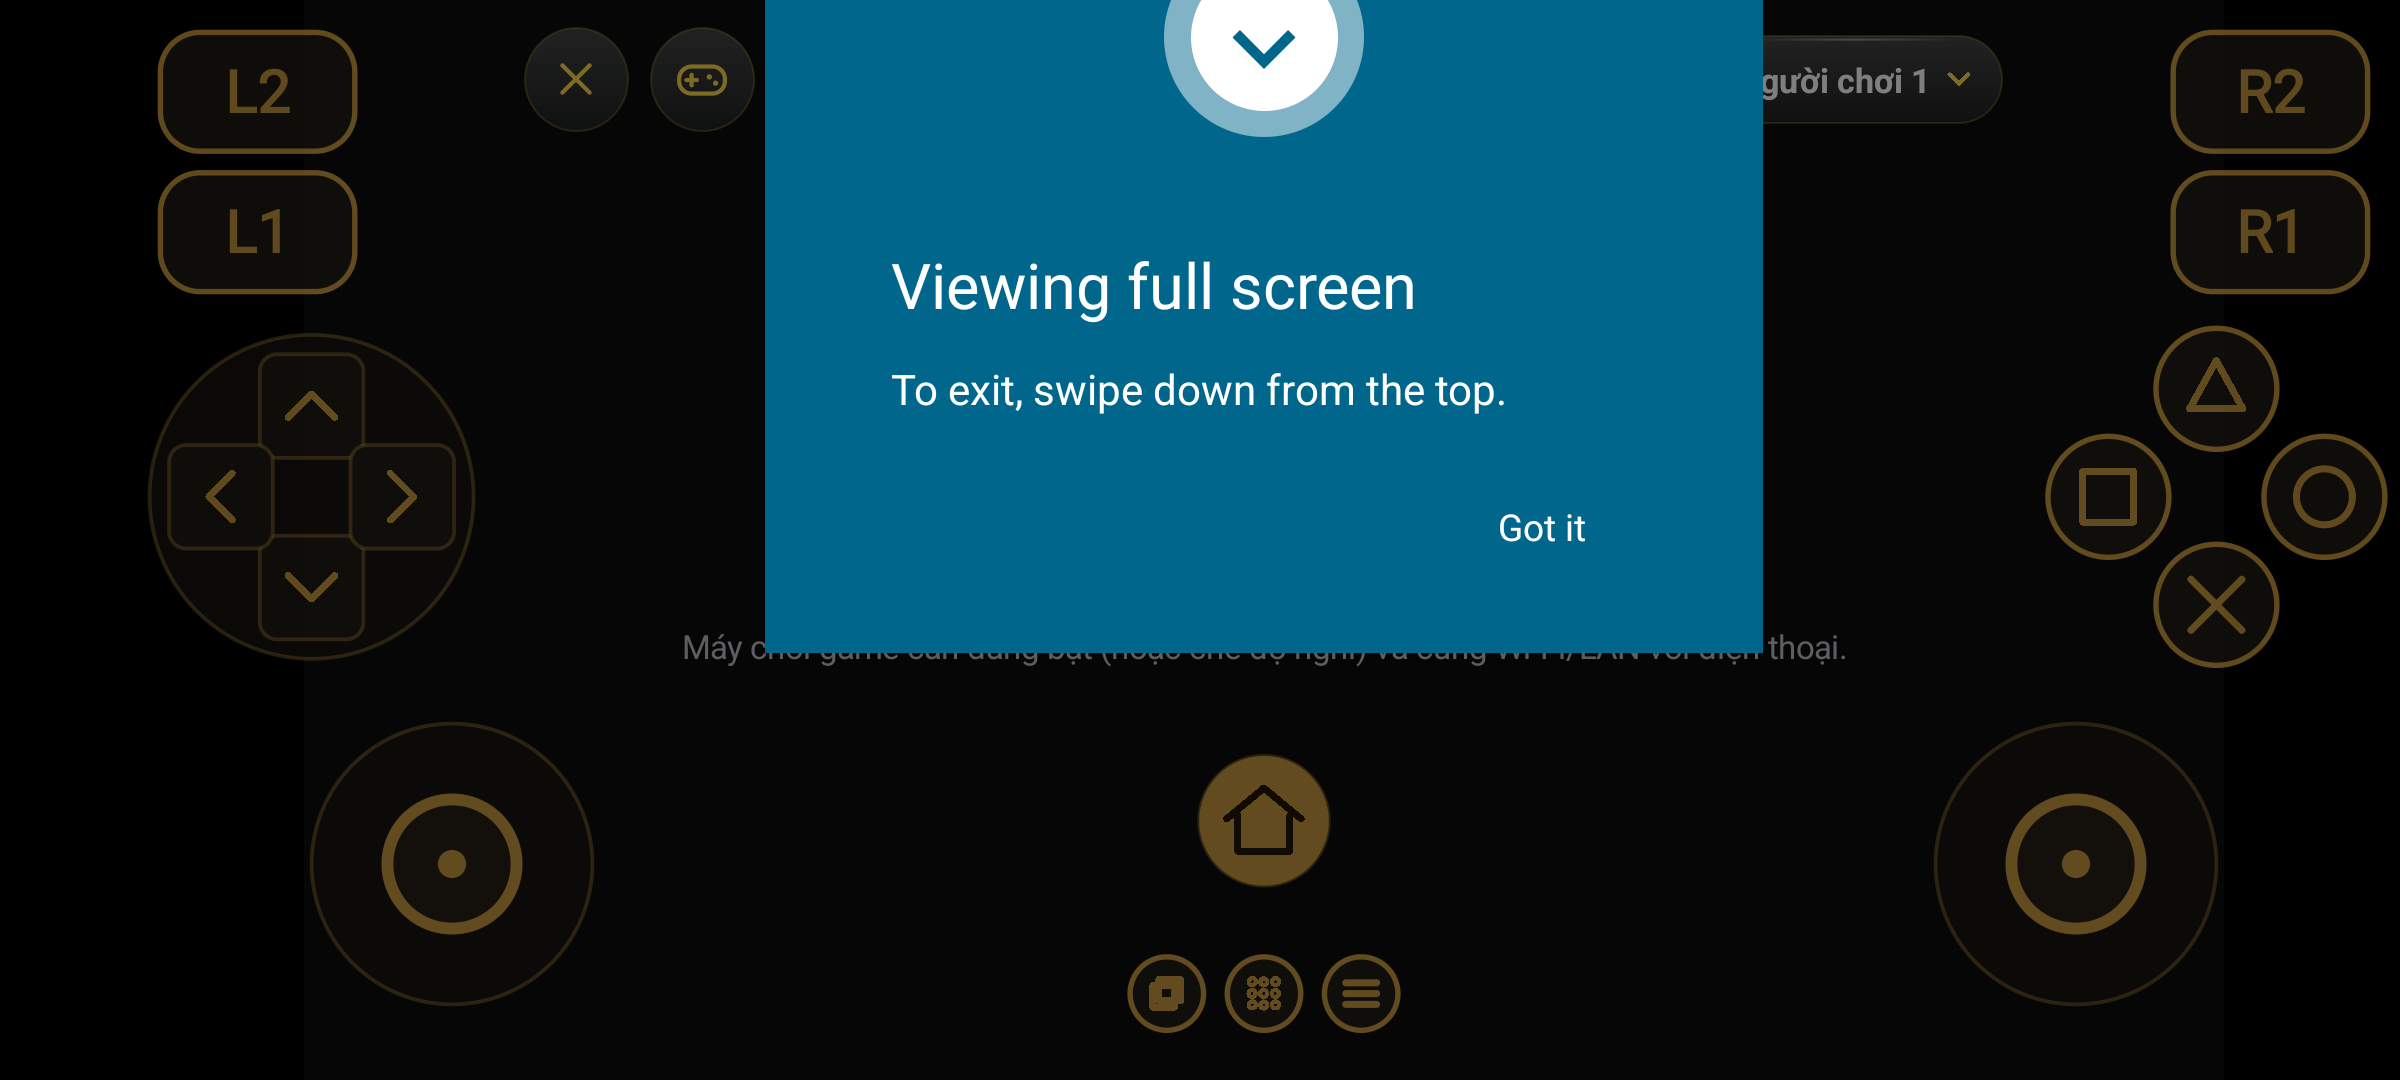 L2
gười chơi 1
R2
L1
R1
Viewing full screen
To exit, swipe down from the top.
Got it
Máy thoại.